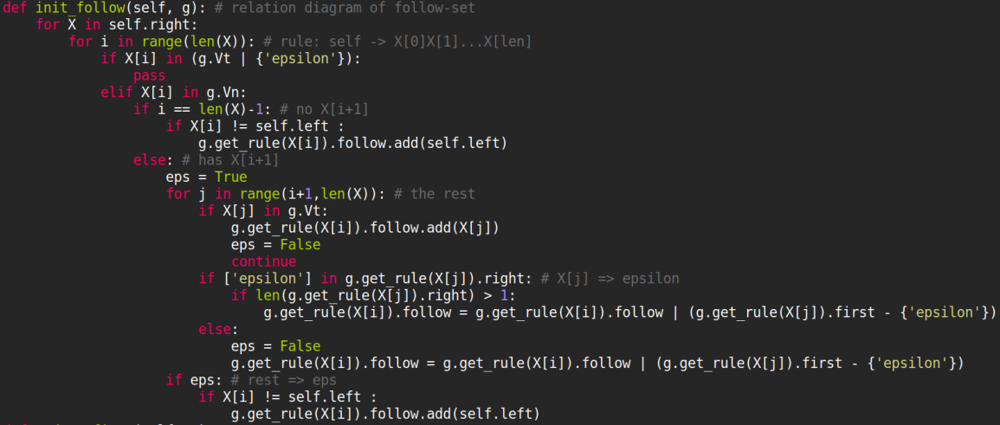 def init_follow(self, g): # relation diagram of follow-set
    for X in self.right:
        for i in range(len(X)): # rule: self -> X[0]X[1]...X[len]
            if X[i] in (g.Vt | {'epsilon'}):
                pass
            elif X[i] in g.Vn:
                if i == len(X)-1: # no X[i+1]
                    if X[i] != self.left :
                        g.get_rule(X[i]).follow.add(self.left)
                else: # has X[i+1]
                    eps = True
                    for j in range(i+1,len(X)): # the rest
                        if X[j] in g.Vt:
                            g.get_rule(X[i]).follow.add(X[j])
                            eps = False
                            continue
                        if ['epsilon'] in g.get_rule(X[j]).right: # X[j] => epsilon
                            if len(g.get_rule(X[j]).right) > 1:
                                g.get_rule(X[i]).follow = g.get_rule(X[i]).follow | (g.get_rule(X[j]).first - {'epsilon'})
                        else:
                            eps = False
                            g.get_rule(X[i]).follow = g.get_rule(X[i]).follow | (g.get_rule(X[j]).first - {'epsilon'})
                    if eps: # rest => eps
                        if X[i] != self.left :
                            g.get_rule(X[i]).follow.add(self.left)